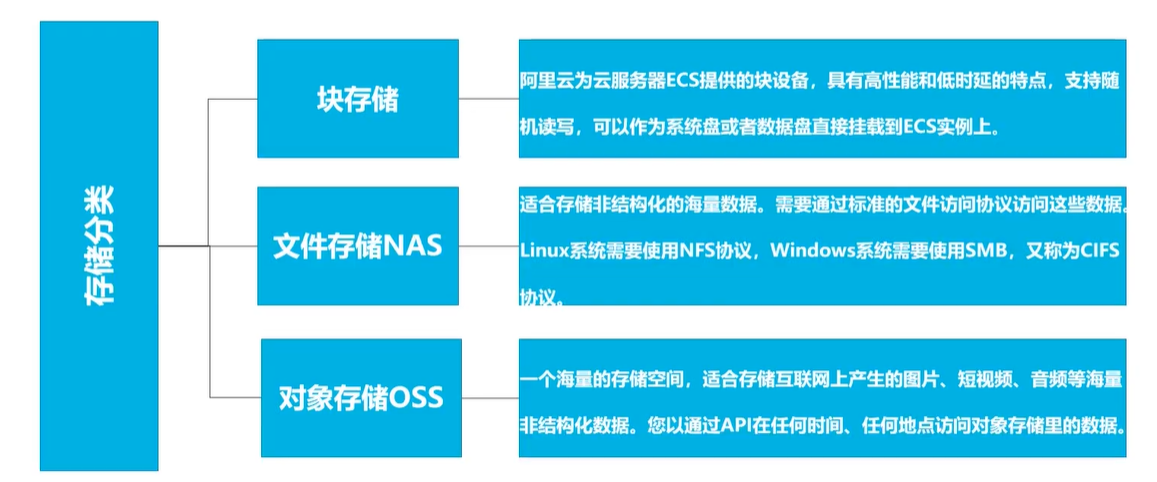 存储分类
块存储
阿里云为云服务器ECS提供的块设备，具有高性能和低时延的特点，支持随
机读写，可以作为系统盘或者数据盘直接挂载到ECS实例上。
文件存储NAS
适合存储非结构化的海量数据。需要通过标准的文件访问协议访问这些数据。
Linux系统需要使用NFS协议，Windows系统需要使用SMB，又称为CIFS
协议。
对象存储OSS
一个海量的存储空间，适合存储互联网上产生的图片、短视频、音频等海量
非结构化数据。您以通过API在任何时间、任何地点访问对象存储里的数据。